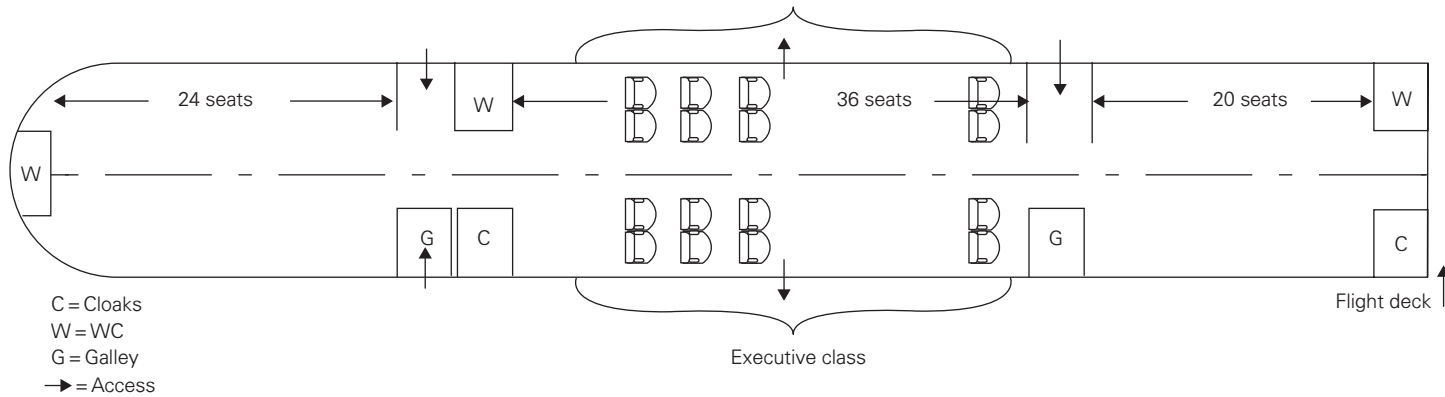 24 seats
W
36 seats
20 seats
W
W
G
C
G
C
C = Cloaks
W = WC
G = Galley
= Access
Executive class
Flight deck